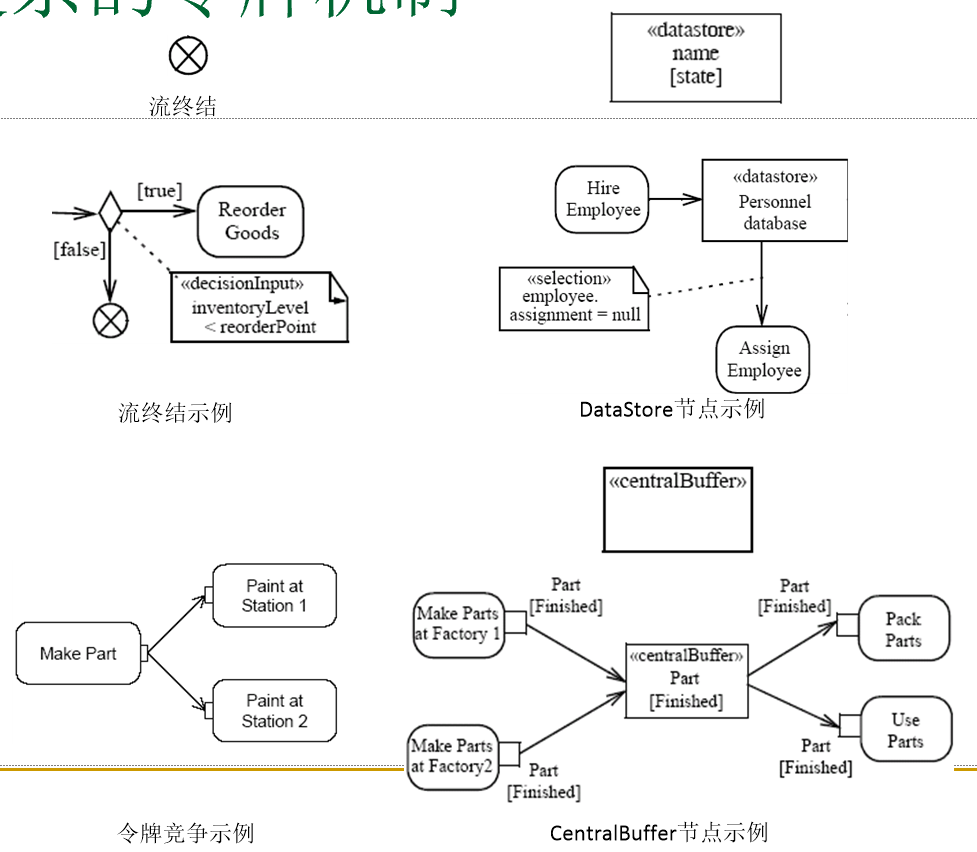 的令牌机制
流终结
«datastore»
name
[state]
[true]
Reorder
Goods
[false]
«decisionInput»
inventoryLevel
< reorderPoint
流终结示例
Hire
Employee
«datastore»
Personnel
database
«selection»
employee.
assignment = null
Assign
Employee
DataStore节点示例
«centralBuffer»
Make Part
Paint at
Station 1
Paint at
Station 2
令牌竞争示例
Make Parts
at Factory 1
Part
[Finished]
Make Parts
at Factory2
Part
[Finished]
«centralBuffer»
Part
[Finished]
Part
[Finished]
Pack
Parts
Part
[Finished]
Use
Parts
CentralBuffer节点示例